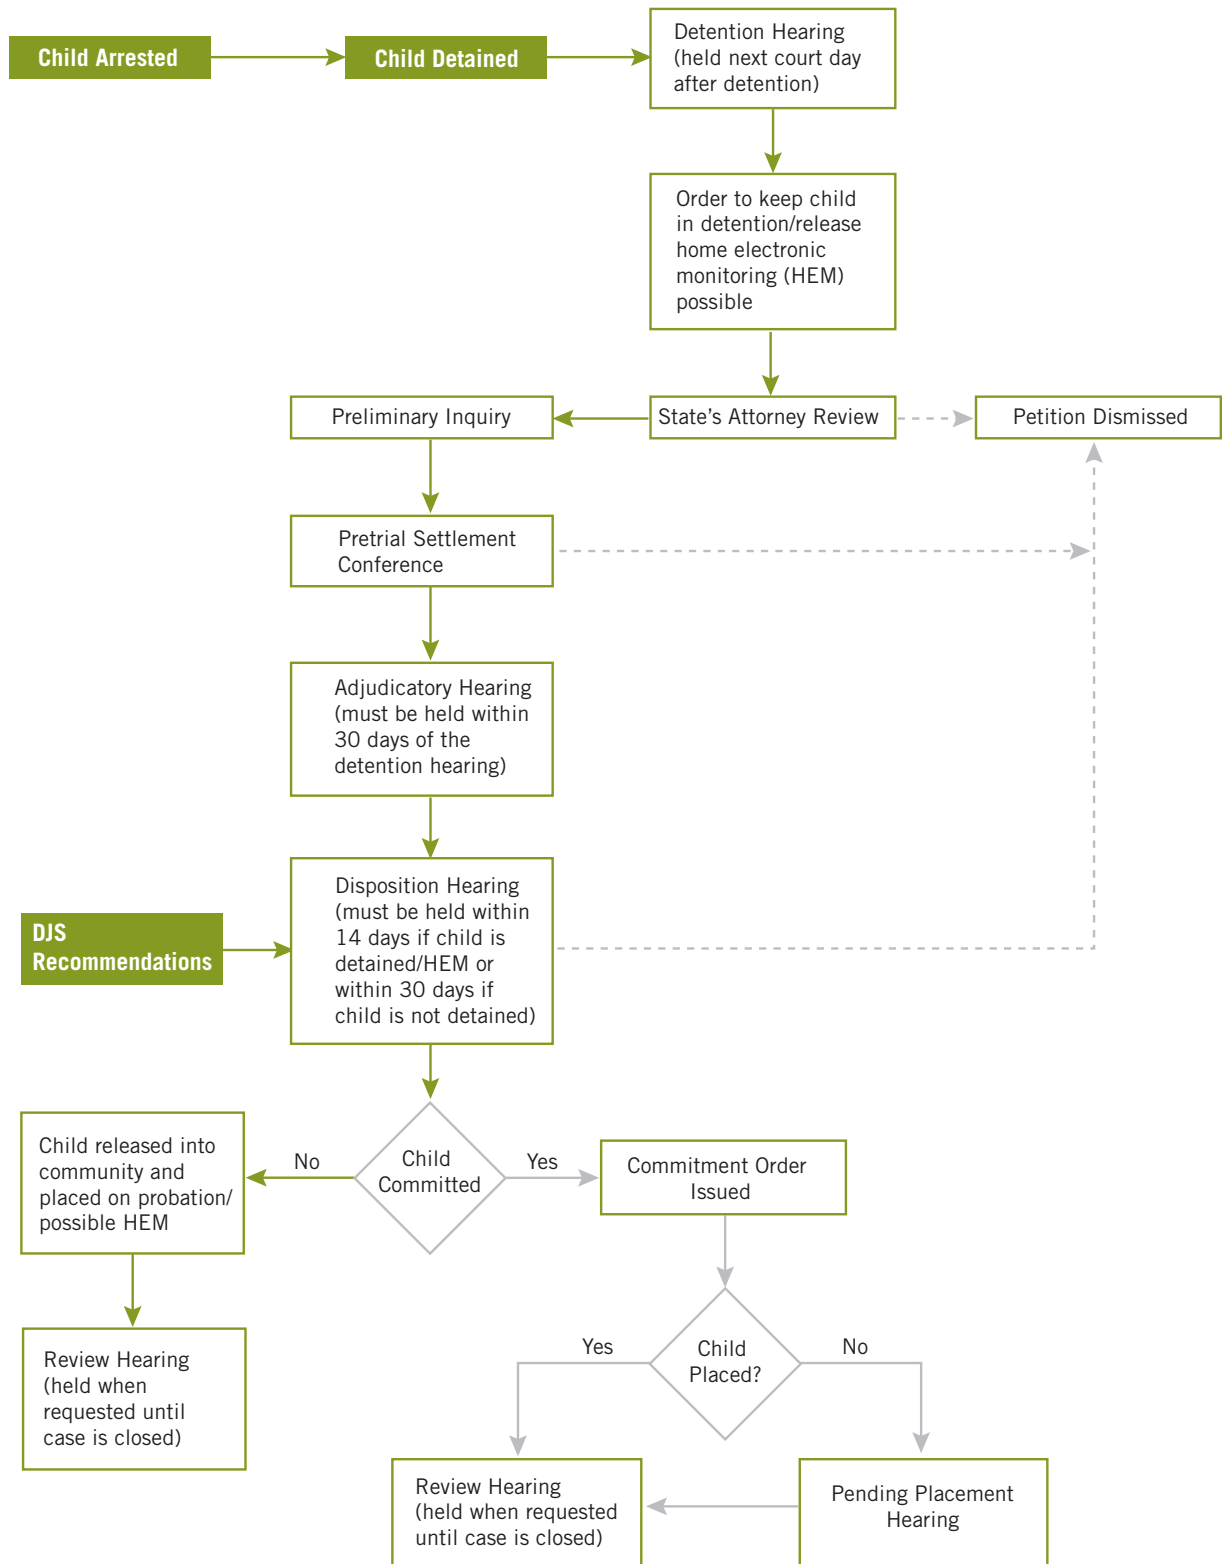 Child Arrested
Child Detained
Detention Hearing
(held next court day
after detention)
Order to keep child
in detention/release
home electronic
monitoring (HEM)
possible
Preliminary Inquiry
State’s Attorney Review
Petition Dismissed
Pretrial Settlement
Conference
Adjudicatory Hearing
(must be held within
30 days of the
detention hearing)
DJS
Recommendations
Disposition Hearing
(must be held within
14 days if child is
detained/HEM or
within 30 days if
child is not detained)
Child released into
community and
placed on probation/
possible HEM
No
Child
Committed
Yes
Commitment Order
Issued
Review Hearing
(held when
requested until
case is closed)
Yes
Child
Placed?
No
Review Hearing
(held when requested
until case is closed)
Pending Placement
Hearing